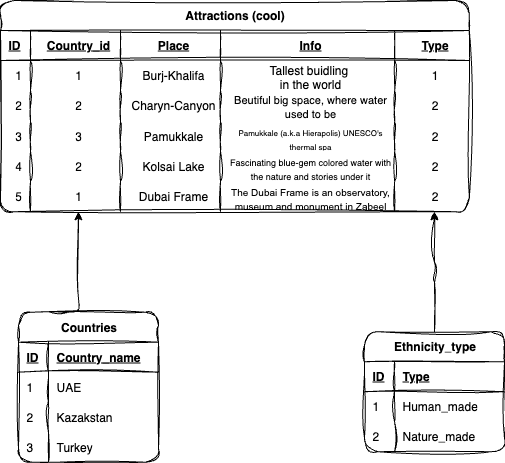 Attractions (cool)
ID Country_id Place Info Type
1 1 Burj-Khalifa Tallest buidling 1
in the world
2 2 Charyn-Canyon Beutiful big space, where water 2
used to be
3 3 Pamukkale Pamukkale (a.k.a Hierapolis) UNESCO's 2
thermal spa
4 2 Kolsai Lake Fascinating blue-gem colored water with 2
the nature and stories under it
5 1 Dubai Frame The Dubai Frame is an observatory, 2
museum and monument in Zabeel
Countries
ID Country_name
1 UAE
2 Kazakstan
3 Turkey
Ethnicity_type
ID Type
1 Human_made
2 Nature_made